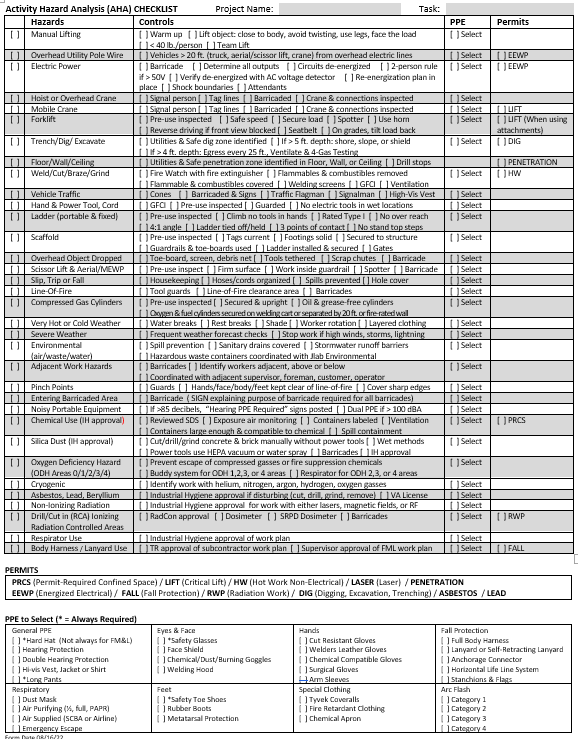 Activity Hazard Analysis (AHA) CHECKLIST Project Name: Task:
Hazards Controls PPE Permits
[ ] Manual Lifting [ ] Warm up [ ] Lift object: close to body, avoid twisting, use legs, face the load [ ] Select
[ ] < 40 lb./person [ ] Team Lift
[ ] Overhead Utility Pole Wire [ ] Vehicles > 20 ft. (truck, aerial/scissor lift, crane) from overhead electric lines [ ] Select [ ] EEWP
[ ] Electric Power [ ] Barricade [ ] Determine all outputs [ ] Circuits de-energized [ ] 2-person rule [ ] Select [ ] EEWP
if > 50V [ ] Verify de-energized with AC voltage detector [ ] Re-energization plan in
place [ ] Shock boundaries [ ] Attendants
[ ] Hoist or Overhead Crane [ ] Signal person [ ] Tag lines [ ] Barricaded [ ] Crane & connections inspected [ ] Select
[ ] Mobile Crane [ ] Signal person [ ] Tag lines [ ] Barricaded [ ] Crane & connections inspected [ ] Select [ ] LIFT
[ ] Forklift [ ] Pre-use inspected [ ] Safe speed [ ] Secure load [ ] Spotter [ ] Use horn [ ] Select [ ] LIFT (When using
[ ] Reverse driving if front view blocked [ ] Seatbelt [ ] On grades, tilt load back attachments)
[ ] Trench/Dig/ Excavate [ ] Utilities & Safe dig zone identified [ ] If > 5 ft. depth: shore, slope, or shield [ ] Select [ ] DIG
[ ] If > 4 ft. depth: Egress every 25 ft., Ventilate & 4-Gas Testing
[ ] Floor/Wall/Ceiling [ ] Utilities & Safe penetration zone identified in Floor, Wall, or Ceiling [ ] Drill stops [ ] PENETRATION
[ ] Weld/Cut/Braze/Grind [ ] Fire Watch with fire extinguisher [ ] Flammables & combustibles removed [ ] Select [ ] HW
[ ] Flammable & combustibles covered [ ] Welding screens [ ] GFCI [ ] Ventilation
[ ] Vehicle Traffic [ ] Cones [ ] Barricaded & Signs [ ] Traffic Flagman [ ] Signalman [ ] High-Vis Vest [ ] Select
[ ] Hand & Power Tool, Cord [ ] GFCI [ ] Pre-use inspected [ ] Guarded [ ] No electric tools in wet locations [ ] Select
[ ] Ladder (portable & fixed) [ ] Pre-use inspected [ ] Climb no tools in hands [ ] Rated Type I [ ] No over reach [ ] Select
[ ] 4:1 angle [ ] Ladder tied off/held [ ] 3 points of contact [ ] No stand top steps
[ ] Scaffold [ ] Pre-use inspected [ ] Tags current [ ] Footings solid [ ] Secured to structure [ ] Select
[ ] Guardrails & toe-boards used [ ] Ladder installed & secured [ ] Gates
[ ] Overhead Object Dropped [ ] Toe-board, screen, debris net [ ] Tools tethered [ ] Scrap chutes [ ] Barricade [ ] Select
[ ] Scissor Lift & Aerial/MEWP [ ] Pre-use inspect [ ] Firm surface [ ] Work inside guardrail [ ] Spotter [ ] Barricade [ ] Select
[ ] Slip, Trip or Fall [ ] Housekeeping [ ] Hoses/cords organized [ ] Spills prevented [ ] Hole cover [ ] Select
[ ] Line-Of-Fire [ ] Tool guards [ ] Line-of-Fire clearance area [ ] Barricades [ ] Select
[ ] Compressed Gas Cylinders [ ] Pre-use inspected [ ] Secured & upright [ ] Oil & grease-free cylinders [ ] Select
[ ] Oxygen & fuel cylinders secured on welding cart or separated by 20 ft. or fire-rated wall
[ ] Very Hot or Cold Weather [ ] Water breaks [ ] Rest breaks [ ] Shade [ ] Worker rotation [ ] Layered clothing [ ] Select
[ ] Severe Weather [ ] Frequent weather forecast checks [ ] Stop work if high winds, storms, lightning [ ] Select
[ ] Environmental [ ] Spill prevention [ ] Sanitary drains covered [ ] Stormwater runoff barriers [ ] Select
(air/waste/water) [ ] Hazardous waste containers coordinated with Jlab Environmental
[ ] Adjacent Work Hazards [ ] Barricades [ ] Identify workers adjacent, above or below [ ] Select
[ ] Coordinated with adjacent supervisor, foreman, customer, operator
[ ] Pinch Points [ ] Guards [ ] Hands/face/body/feet kept clear of line-of-fire [ ] Cover sharp edges [ ] Select
[ ] Entering Barricaded Area [ ] Barricade ( SIGN explaining purpose of barricade required for all barricades) [ ] Select
[ ] Noisy Portable Equipment [ ] If >85 decibels, "Hearing PPE Required" signs posted [ ] Dual PPE if > 100 dBA [ ] Select
[ ] Chemical Use (IH approval) [ ] Reviewed SDS [ ] Exposure air monitoring [ ] Containers labeled [ ]Ventilation [ ] Select [ ] PRCS
[ ] Containers large enough & compatible to chemical [ ] Spill containment
[ ] Silica Dust (IH approval) [ ] Cut/drill/grind concrete & brick manually without power tools [ ] Wet methods [ ] Select
[ ] Power tools use HEPA vacuum or water spray [ ] Barricades [ ] IH approval
[ ] Oxygen Deficiency Hazard [ ] Prevent escape of compressed gases or fire suppression chemicals [ ] Select
(ODH Areas 0/1/2/3/4) [ ] Buddy system for ODH 1,2,3, or 4 areas [ ] Respirator for ODH 2,3, or 4 areas
[ ] Cryogenic [ ] Identify work with helium, nitrogen, argon, hydrogen, oxygen gases [ ] Select
[ ] Asbestos, Lead, Beryllium [ ] Industrial Hygiene approval if disturbing (cut, drill, grind, remove) [ ] VA License [ ] Select
[ ] Non-Ionizing Radiation [ ] Industrial Hygiene approval for work with either lasers, magnetic fields, or RF [ ] Select
[ ] Drill/Cut in (RCA) Ionizing [ ] RadCon approval [ ] Dosimeter [ ] SRPD Dosimeter [ ] Barricades [ ] Select [ ] RWP
Radiation Controlled Areas
[ ] Respirator Use [ ] Industrial Hygiene approval of work plan [ ] Select
[ ] Body Harness / Lanyard Use [ ] TR approval of subcontractor work plan [ ] Supervisor approval of FML work plan [ ] Select [ ] FALL
PERMITS
PRCS (Permit-Required Confined Space) / LIFT (Critical Lift) / HW (Hot Work Non-Electrical) / LASER (Laser) / PENETRATION
EEWP (Energized Electrical) / FALL (Fall Protection) / RWP (Radiation Work) / DIG (Digging, Excavation, Trenching) / ASBESTOS / LEAD
PPE to Select (* = Always Required)
General PPE Eyes & Face Hands Fall Protection
[ ] *Hard Hat (Not always for FM&L) [ ] *Safety Glasses [ ] Cut Resistant Gloves [ ] Full Body Harness
[ ] Hearing Protection [ ] Face Shield [ ] Welders Leather Gloves [ ] Lanyard or Self-Retracting Lanyard
[ ] Double Hearing Protection [ ] Chemical/Dust/Burning Goggles [ ] Chemical Compatible Gloves [ ] Anchorage Connector
[ ] Hi-vis Vest, Jacket or Shirt [ ] Welding Hood [ ] Surgical Gloves [ ] Horizontal Life Line System
[ ] *Long Pants [ ] Arm Sleeves [ ] Stanchions & Flags
Respiratory Feet Special Clothing Arc Flash
[ ] Dust Mask [ ] *Safety Toe Shoes [ ] Tyvek Coveralls [ ] Category 1
[ ] Air Purifying (½, full, PAPR) [ ] Rubber Boots [ ] Fire Retardant Clothing [ ] Category 2
[ ] Air Supplied (SCBA or Airline) [ ] Metatarsal Protection [ ] Chemical Apron [ ] Category 3
[ ] Emergency Escape [ ] Category 4
Form Date 08/16/22